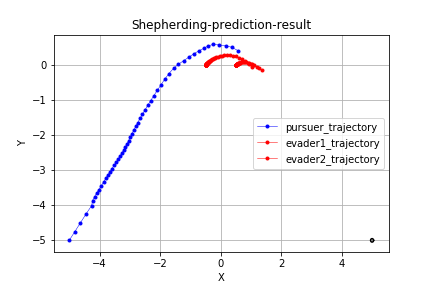 Shepherding-prediction-result
Y
0
−1
−2
−3
−4
−5
pursuer_trajectory
evader1_trajectory
evader2_trajectory
−4
−2
0
2
4
X